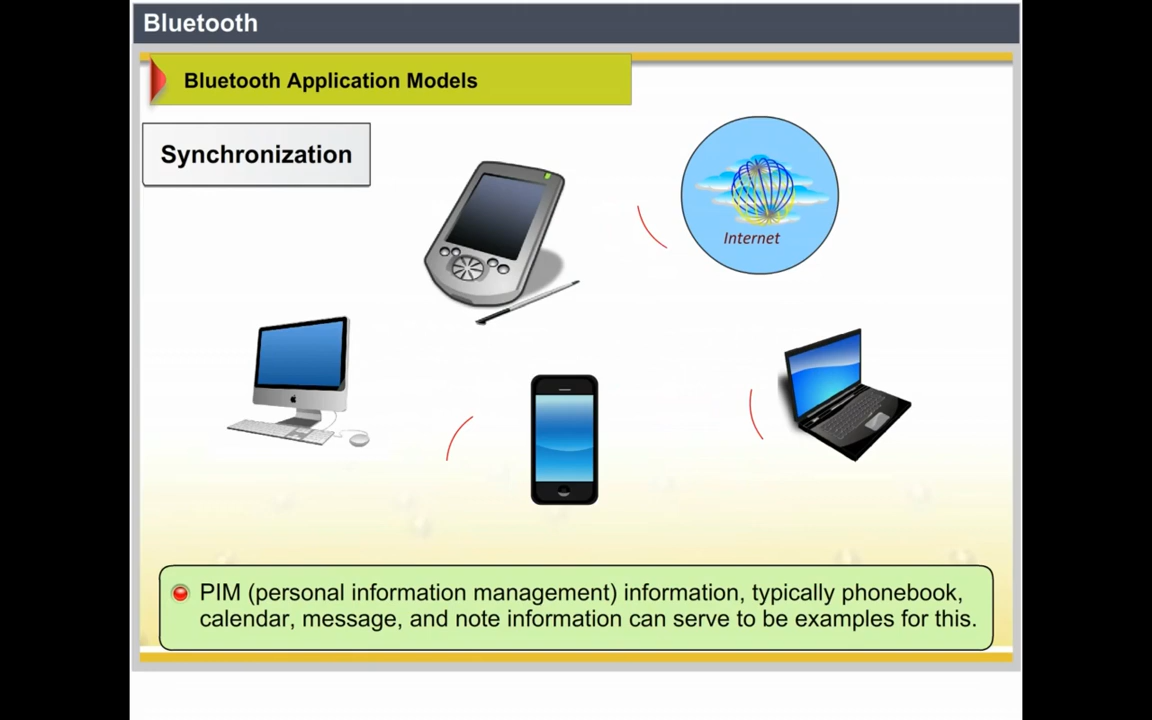 Bluetooth
Bluetooth Application Models
Synchronization
Internet
PIM (personal information management) information, typically phonebook,
calendar, message, and note information can serve to be examples for this.